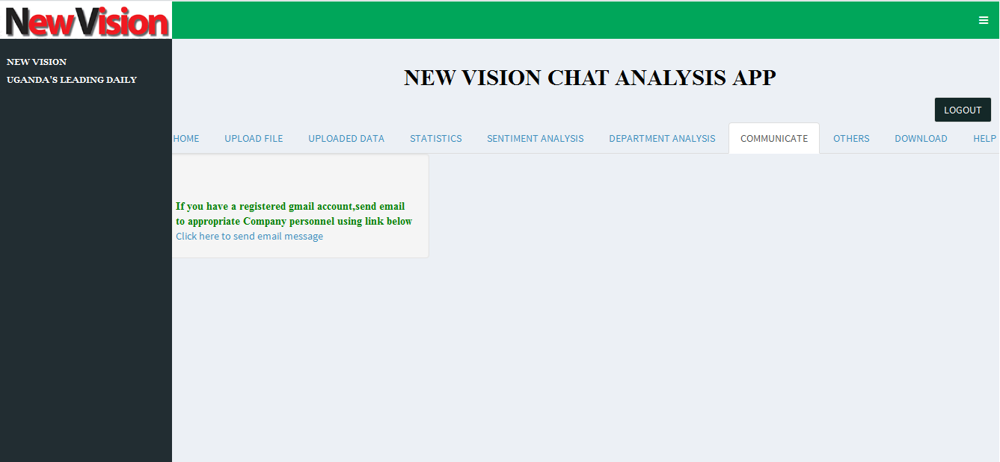 NewVision
NEW VISION
UGANDA'S LEADING DAILY
NEW VISION CHAT ANALYSIS APP
LOGOUT
HOME UPLOAD FILE UPLOADED DATA STATISTICS SENTIMENT ANALYSIS DEPARTMENT ANALYSIS COMMUNICATE OTHERS DOWNLOAD HELP
If you have a registered gmail account,send email
to appropriate Company personnel using link below
Click here to send email message